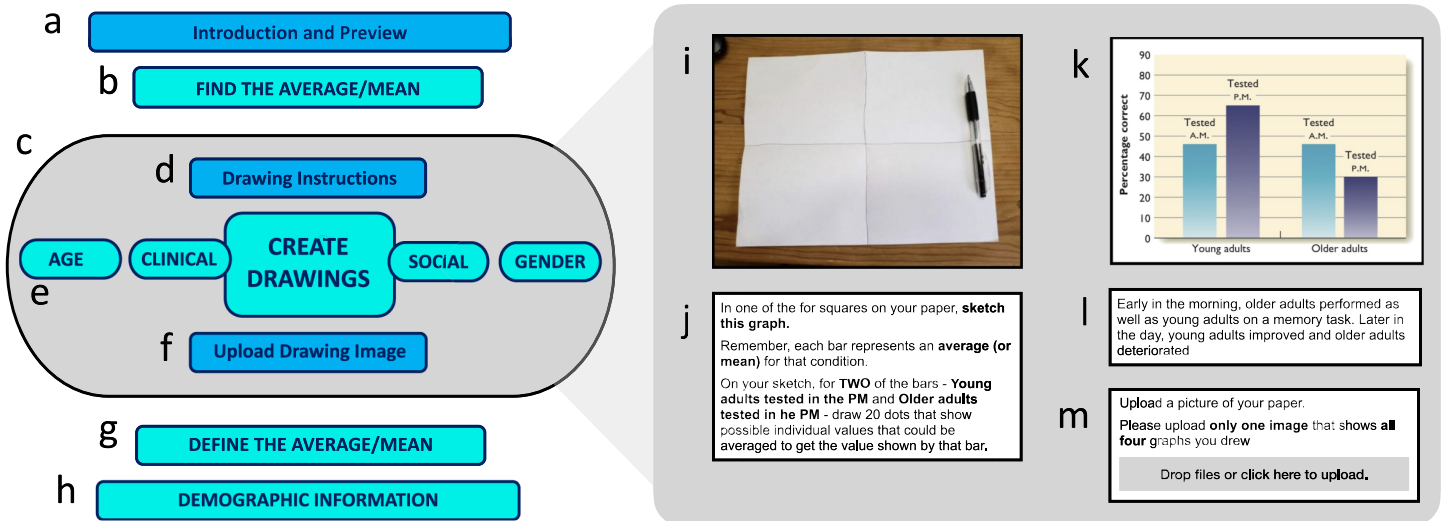 a
Introduction and Preview
b
FIND THE AVERAGE/MEAN
c
d
Drawing Instructions
AGE
CLINICAL
CREATE
DRAWINGS
SOCIAL
GENDER
e
f
Upload Drawing Image
g
DEFINE THE AVERAGE/MEAN
h
DEMOGRAPHIC INFORMATION
i
j
In one of the for squares on your paper, sketch
this graph.
Remember, each bar represents an average (or
mean) for that condition.
On your sketch, for TWO of the bars - Young
adults tested in the PM and Older adults
tested in he PM - draw 20 dots that show
possible individual values that could be
averaged to get the value shown by that bar.
k
Percentage correct
90
80
70
60
50
40
30
20
10
0
Tested
A.M.
Tested
P.M.
Tested
A.M.
Tested
P.M.
Young adults
Older adults
l
Early in the morning, older adults performed as
well as young adults on a memory task. Later in
the day, young adults improved and older adults
deteriorated
m
Upload a picture of your paper.
Please upload only one image that shows all
four graphs you drew
Drop files or click here to upload.